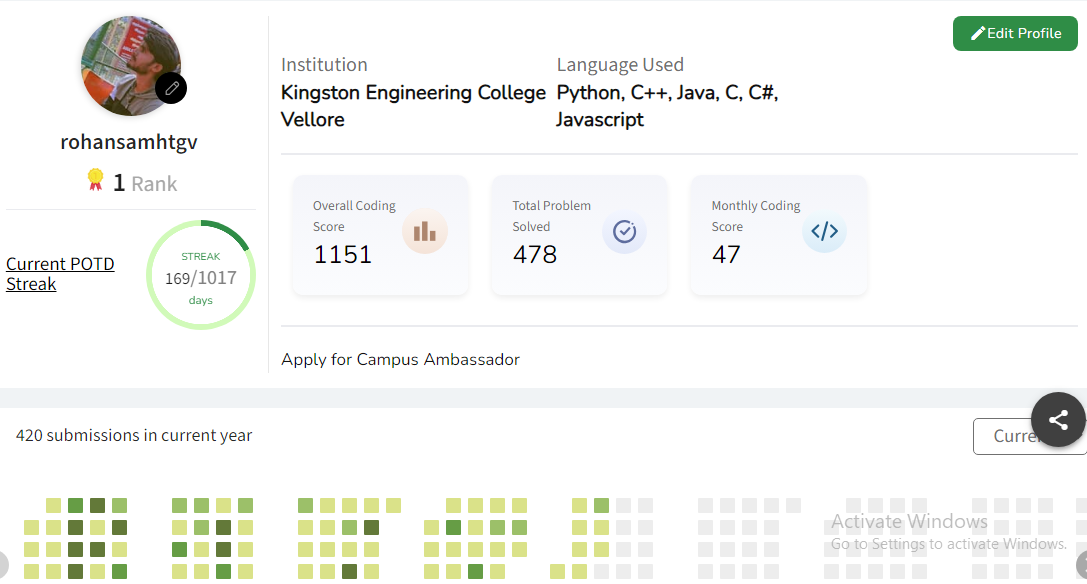 Edit Profile
Institution
Language Used
Kingston Engineering College
Vellore
Python, C++, Java, C, C#,
Javascript
rohansamhtgv
1 Rank
Overall Coding
Score
1151
Total Problem
Solved
478
Monthly Coding
Score
47
Current POTD
Streak
STREAK
169/1017
days
Apply for Campus Ambassador
420 submissions in current year
Activate Windows
Go to Settings to activate Windows.